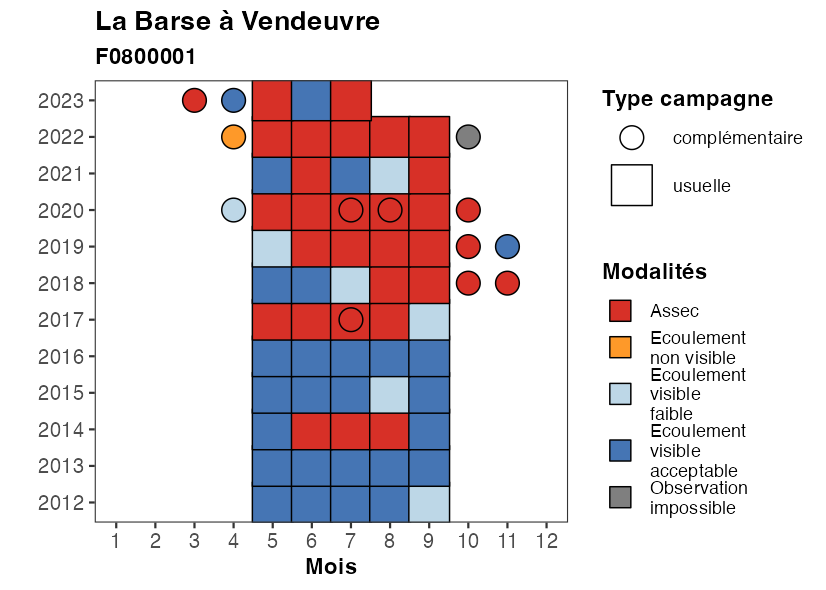 La Barse à Vendeuvre
F0800001
2023
2022
2021
2020
2019
2018
2017
2016
2015
2014
2013
2012
1 2 3 4 5 6 7 8 9 10 11 12
Mois
Type campagne
complémentaire
usuelle
Modalités
Assec
Ecoulement
non visible
Ecoulement
visible
faible
Ecoulement
visible
acceptable
Observation
impossible